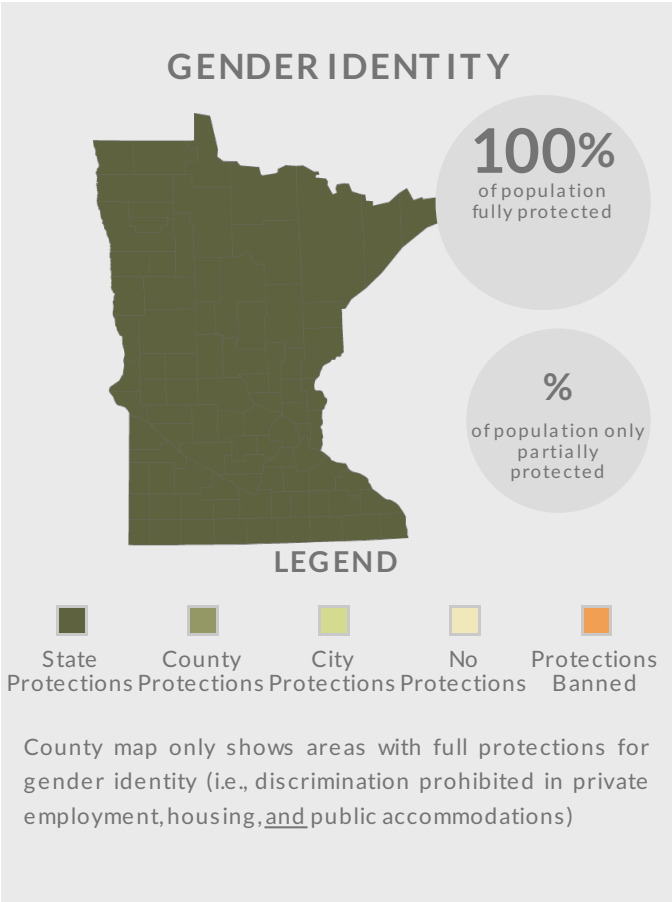 GENDER IDENTITY
100%
of population
fully protected
%
of population only
partially
protected
LEGEND
State
Protections
County
Protections
City
Protections
No
Protections
Protections
Banned
County map only shows areas with full protections for
gender identity (i.e., discrimination prohibited in private
employment, housing, and public accommodations)